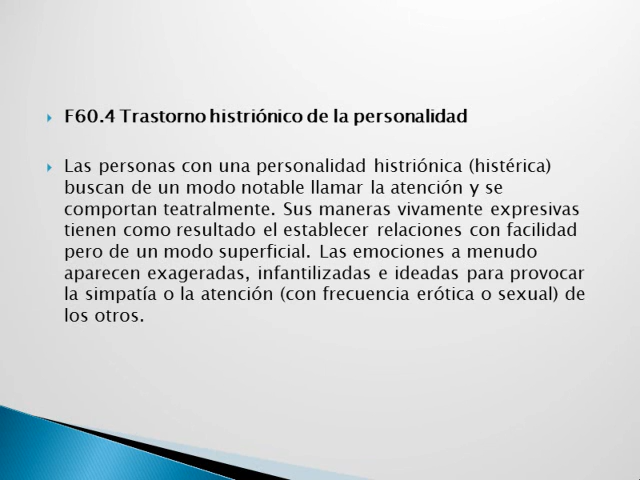 F60.4 Trastorno histriónico de la personalidad
Las personas con una personalidad histriónica (histérica)
buscan de un modo notable llamar la atención y se
comportan teatralmente. Sus maneras vivamente expresivas
tienen como resultado el establecer relaciones con facilidad
pero de un modo superficial. Las emociones a menudo
aparecen exageradas, infantilizadas e ideadas para provocar
la simpatía o la atención (con frecuencia erótica o sexual) de
los otros.